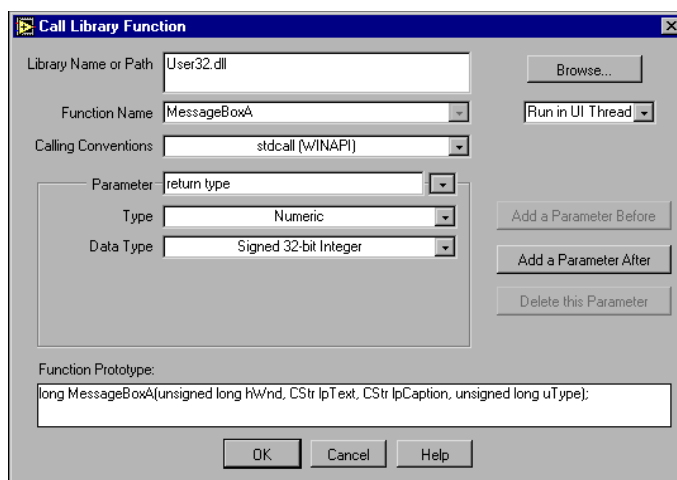 Call Library Function
Library Name or Path User32.dll
Browse...
Function Name MessageBoxA
Run in UI Thread
Calling Conventions stdcall (WINAPI)
Parameter return type
Type Numeric
Add a Parameter Before
Data Type Signed 32-bit Integer
Add a Parameter After
Delete this Parameter
Function Prototype:
long MessageBoxA(unsigned long hWnd, CStr lpText, CStr lpCaption, unsigned long uType);
OK Cancel Help